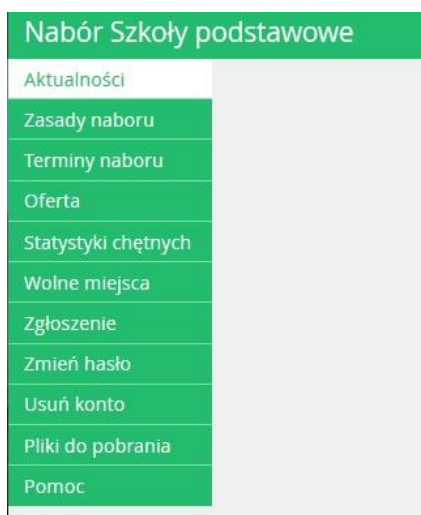 Nabór Szkoły podstawowe
Aktualności
Zasady naboru
Terminy naboru
Oferta
Statystyki chętnych
Wolne miejsca
Zgłoszenie
Zmień hasło
Usuń konto
Pliki do pobrania
Pomoc